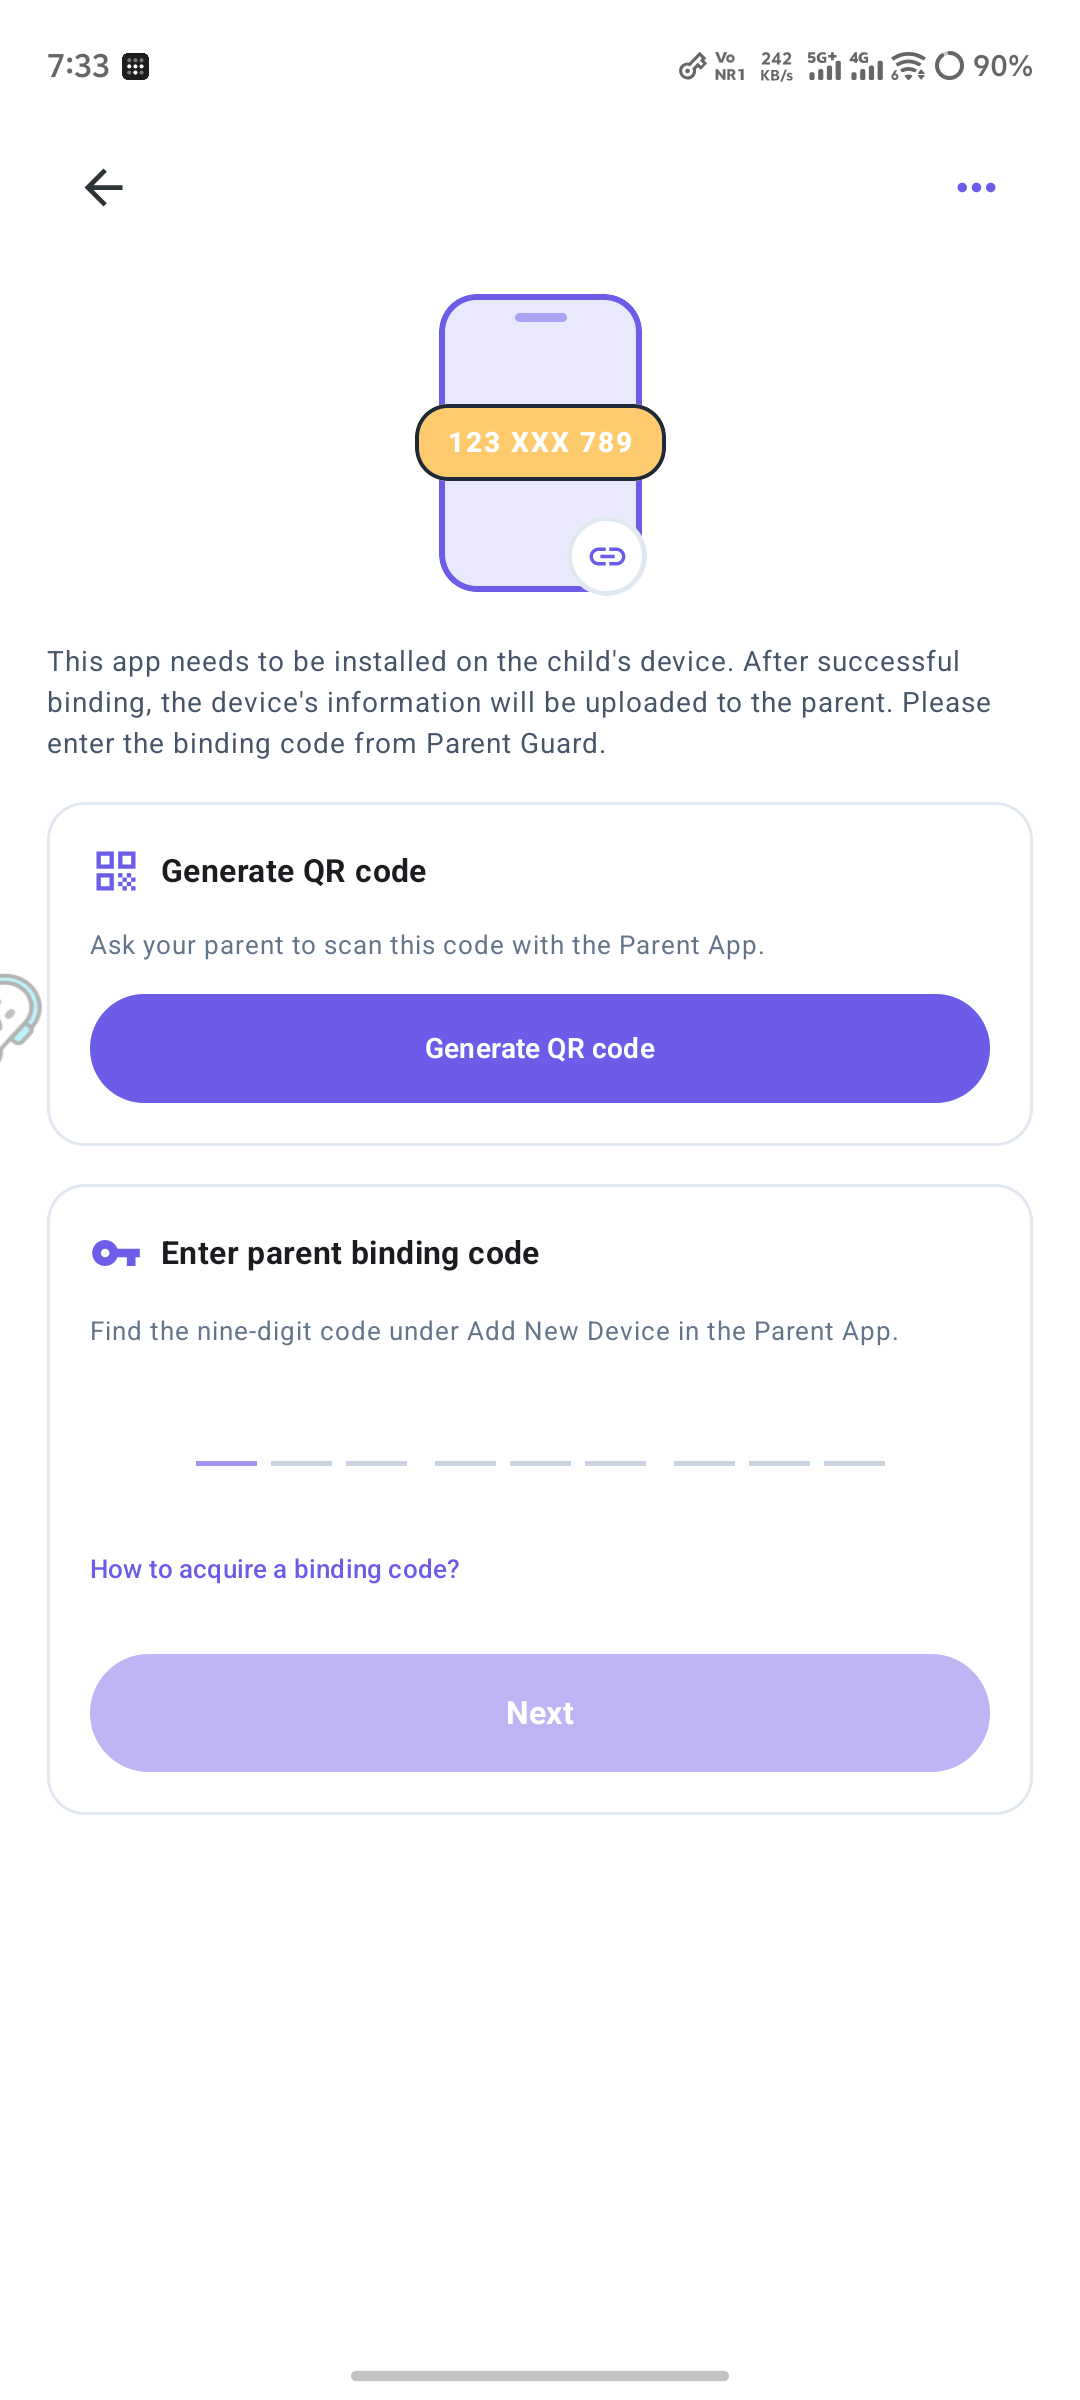 7:33
Vo
NR1
242
KB/s
5G+
4G
6
90%
123 XXX 789
This app needs to be installed on the child's device. After successful
binding, the device's information will be uploaded to the parent. Please
enter the binding code from Parent Guard.
Generate QR code
Ask your parent to scan this code with the Parent App.
Generate QR code
Enter parent binding code
Find the nine-digit code under Add New Device in the Parent App.
How to acquire a binding code?
Next